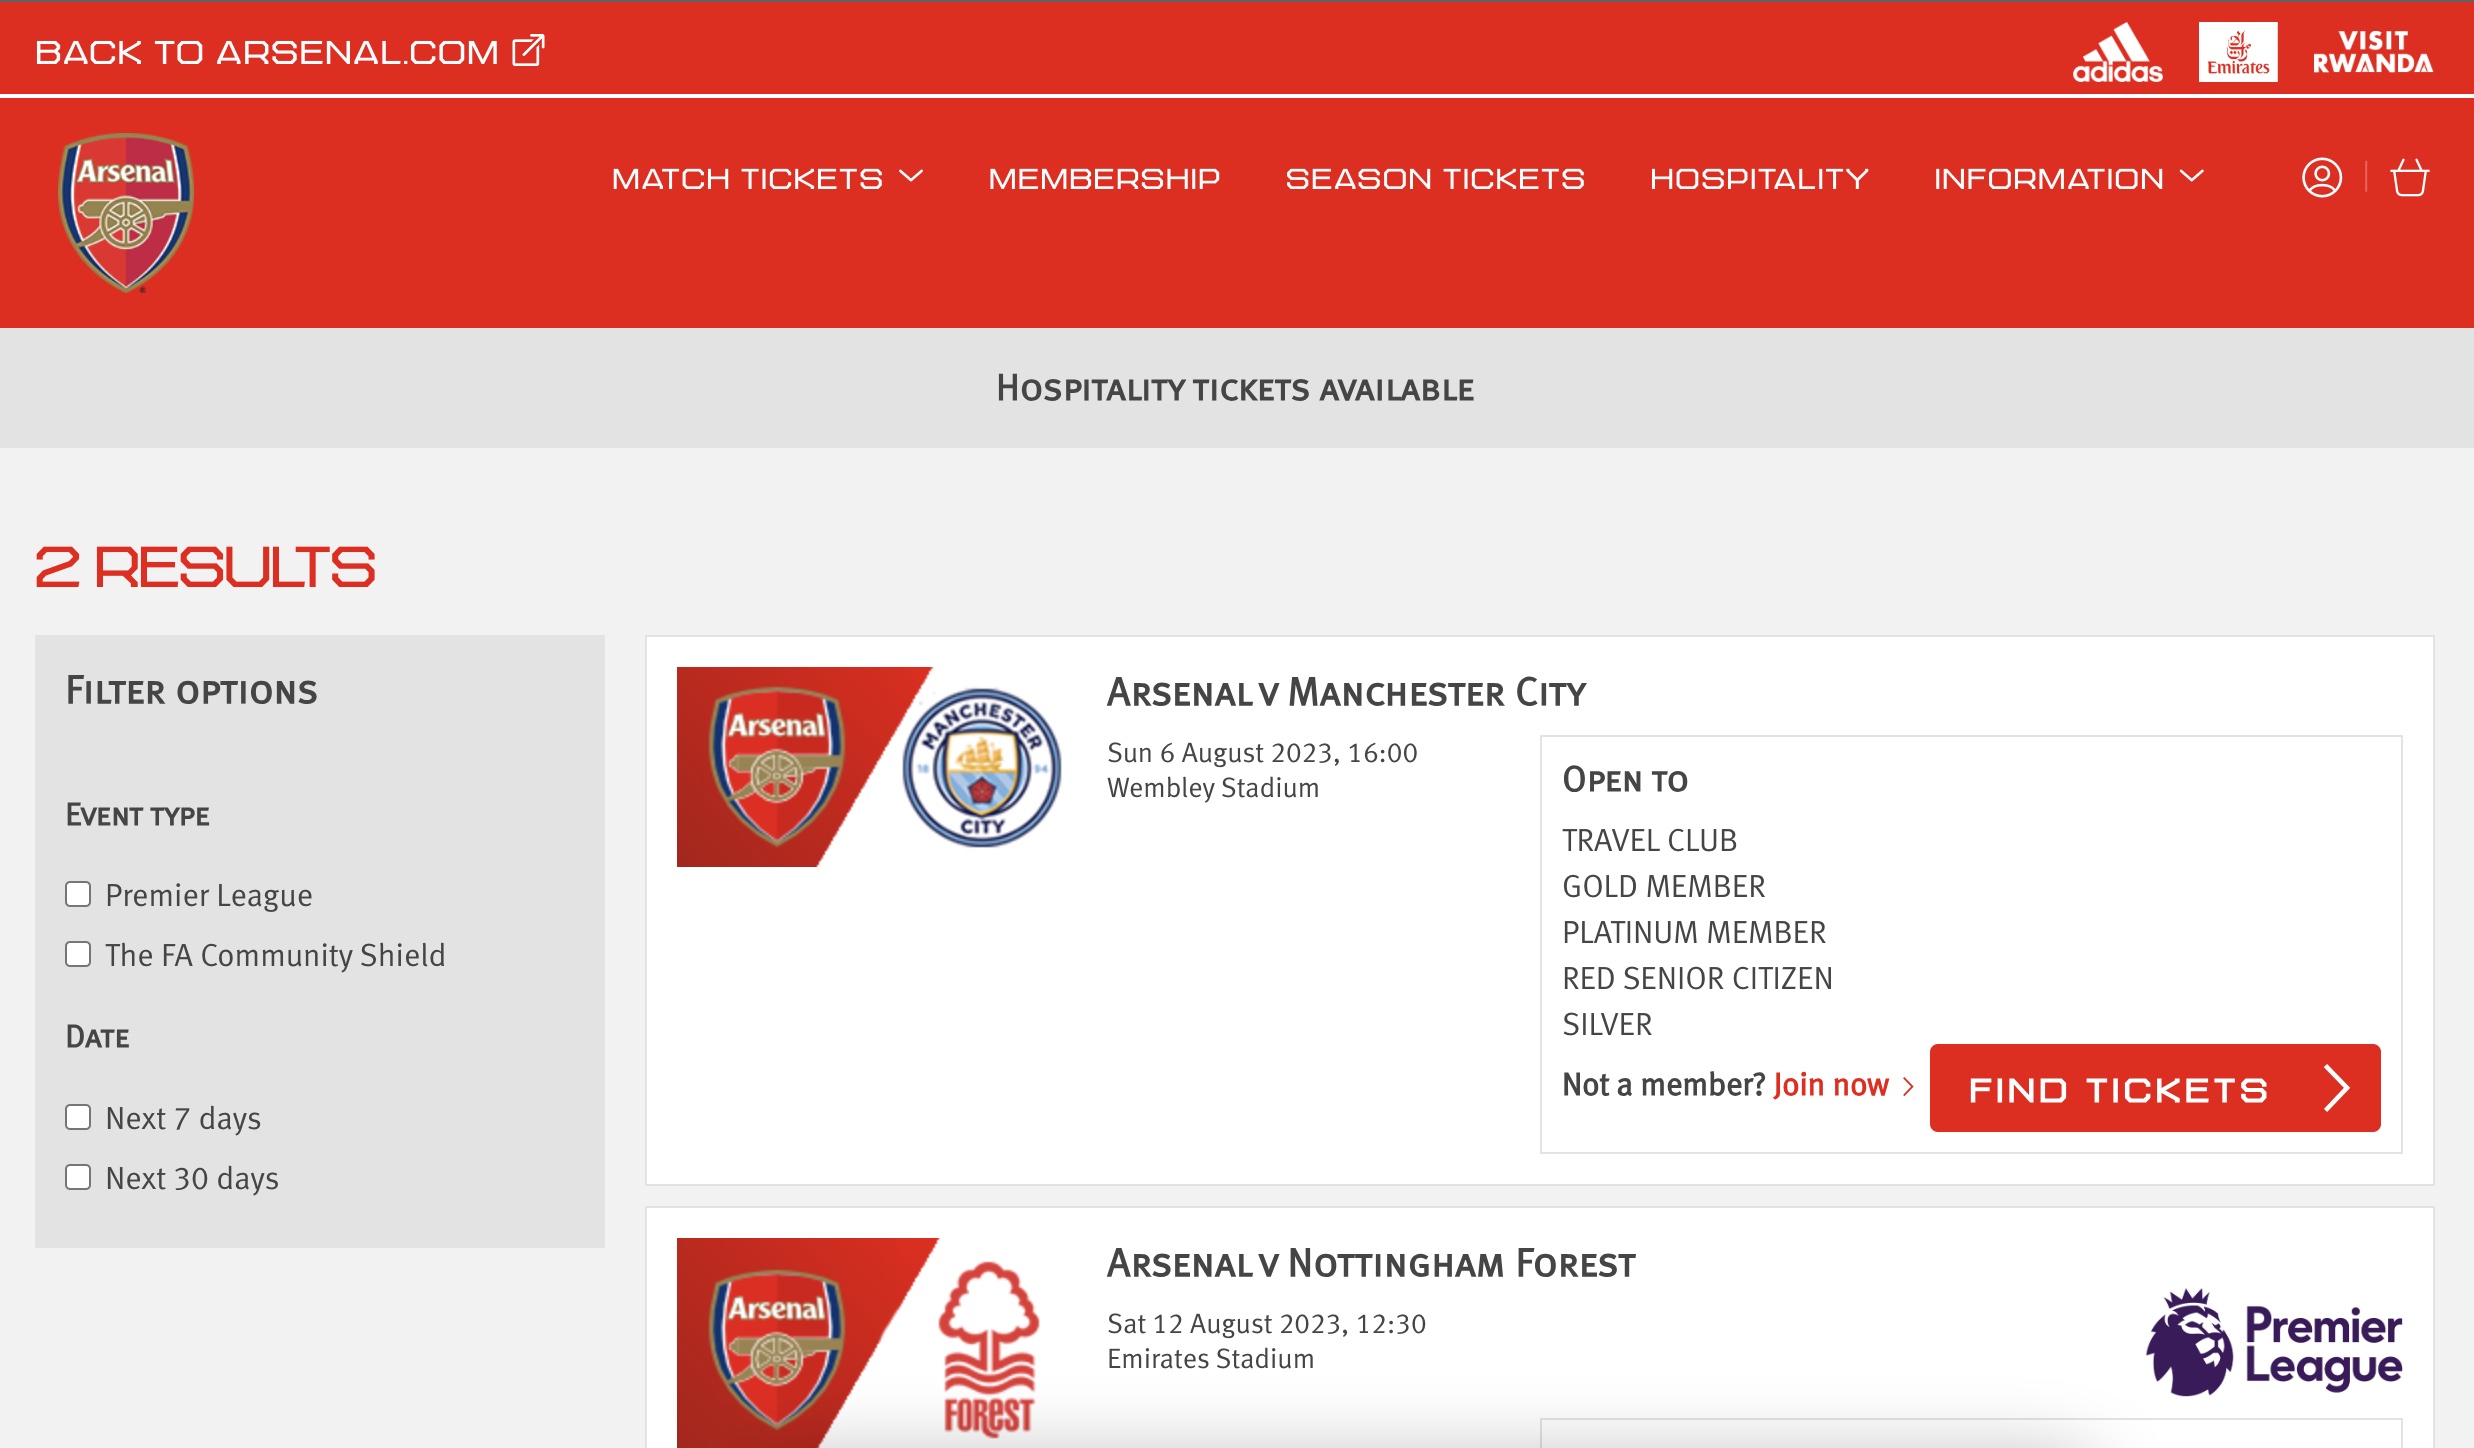 BACK TO ARSENAL.COM
adidas
Emirates
VISIT
RWANDA
Arsenal
MATCH TICKETS
MEMBERSHIP
SEASON TICKETS
HOSPITALITY
INFORMATION
Hospitality tickets available
2 RESULTS
Filter options
Event type
Premier League
The FA Community Shield
Date
Next 7 days
Next 30 days
Arsenal
MANCHESTER
18 94
CITY
Arsenal v Manchester City
Sun 6 August 2023, 16:00
Wembley Stadium
Open to
TRAVEL CLUB
GOLD MEMBER
PLATINUM MEMBER
RED SENIOR CITIZEN
SILVER
Not a member? Join now
FIND TICKETS
Arsenal
FOREST
Arsenal v Nottingham Forest
Sat 12 August 2023, 12:30
Emirates Stadium
Premier
League